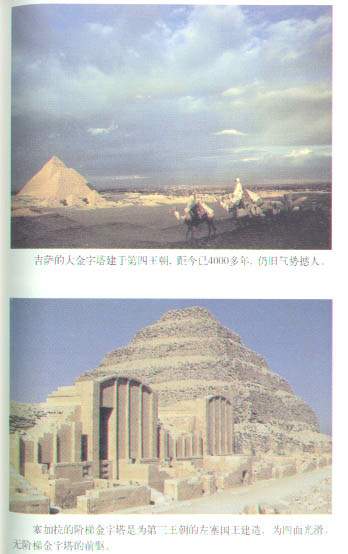 吉萨的大金字塔建于第四王朝，距今已4000多年，仍旧气势撼人。
塞加拉的阶梯金字塔是为第三王朝的左塞国王建造，为四面光滑，
无阶梯金字塔的前驱。